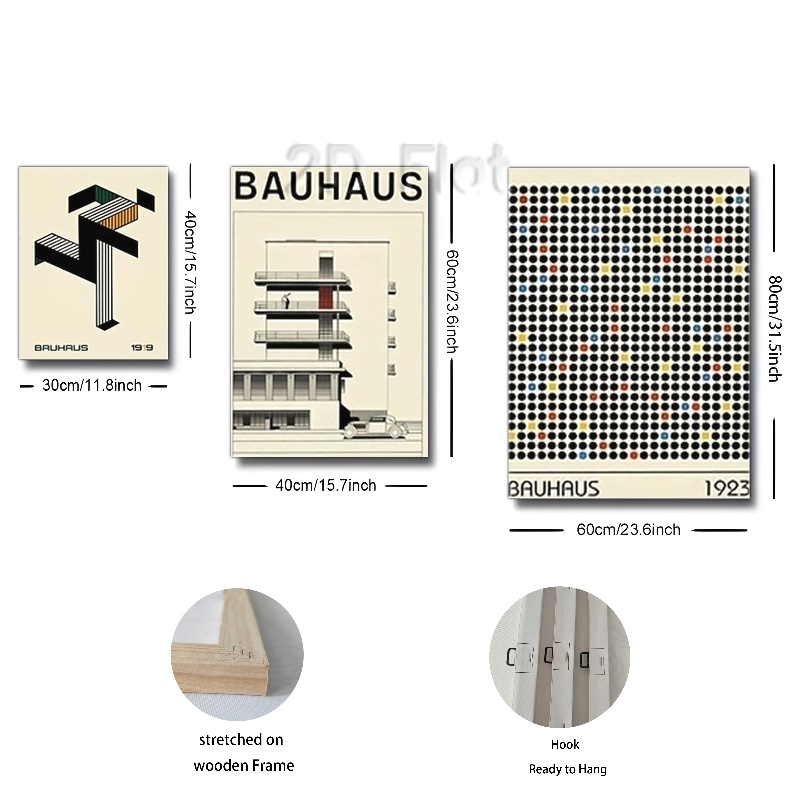 2D Flat
BAUHAUS
BAUHAUS 1919
40cm/15.7inch
30cm/11.8inch
60cm/23.6inch
40cm/15.7inch
BAUHAUS 1923
80cm/31.5inch
60cm/23.6inch
stretched on
wooden Frame
Hook
Ready to Hang